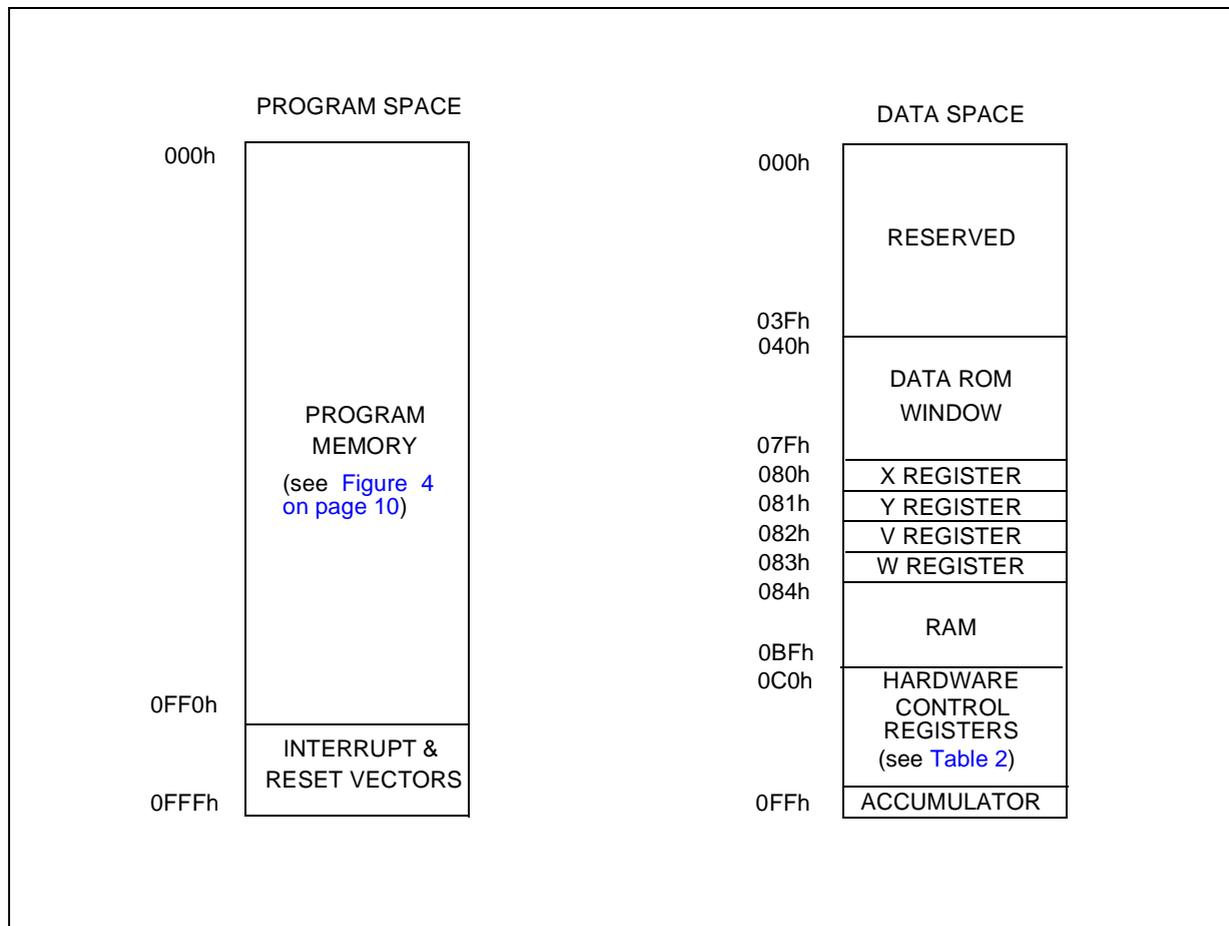 PROGRAM SPACE
000h
PROGRAM
MEMORY
(see Figure 4
on page 10)
0FF0h
INTERRUPT &
RESET VECTORS
0FFFh
DATA SPACE
000h
RESERVED
03Fh
040h
DATA ROM
WINDOW
07Fh
080h
X REGISTER
081h
Y REGISTER
082h
V REGISTER
083h
W REGISTER
084h
RAM
0BFh
0C0h
HARDWARE
CONTROL
REGISTERS
(see Table 2)
0FFh
ACCUMULATOR